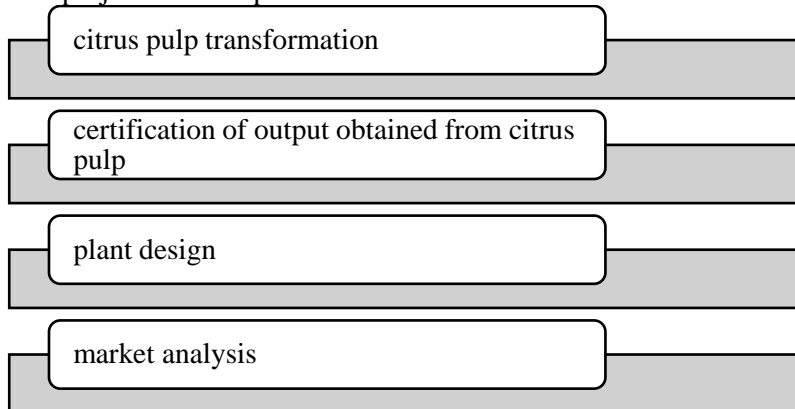 citrus pulp transformation
certification of output obtained from citrus
pulp
plant design
market analysis